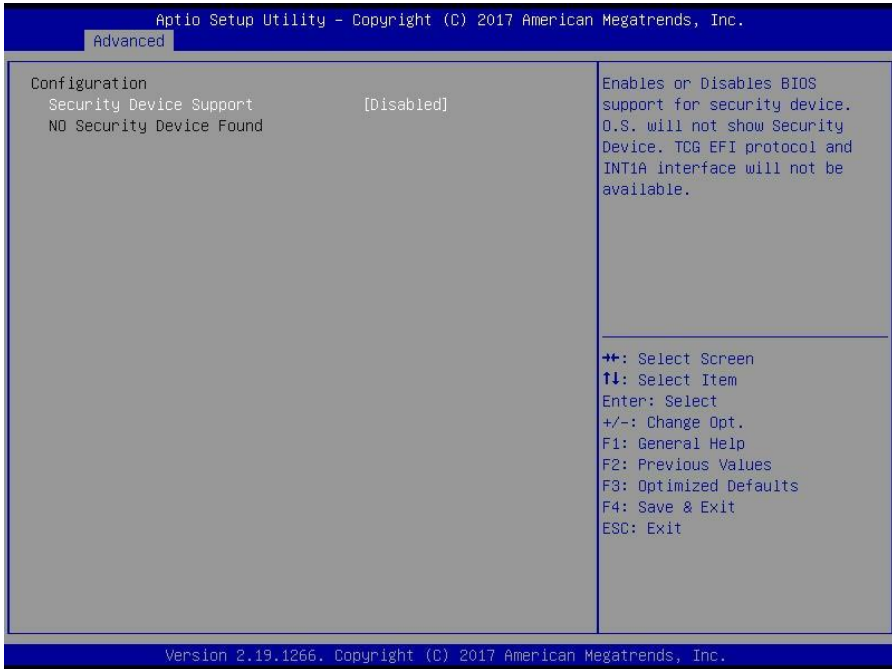 Aptio Setup Utility – Copyright (C) 2017 American Megatrends, Inc.
Advanced
Configuration
Security Device Support [Disabled]
NO Security Device Found
Enables or Disables BIOS
support for security device.
O.S. will not show Security
Device. TCG EFI protocol and
INT1A interface will not be
available.
→←: Select Screen
↑↓: Select Item
Enter: Select
+/-: Change Opt.
F1: General Help
F2: Previous Values
F3: Optimized Defaults
F4: Save & Exit
ESC: Exit
Version 2.19.1266. Copyright (C) 2017 American Megatrends, Inc.